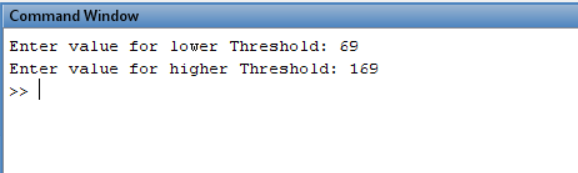 Command Window
Enter value for lower Threshold: 69
Enter value for higher Threshold: 169
>>